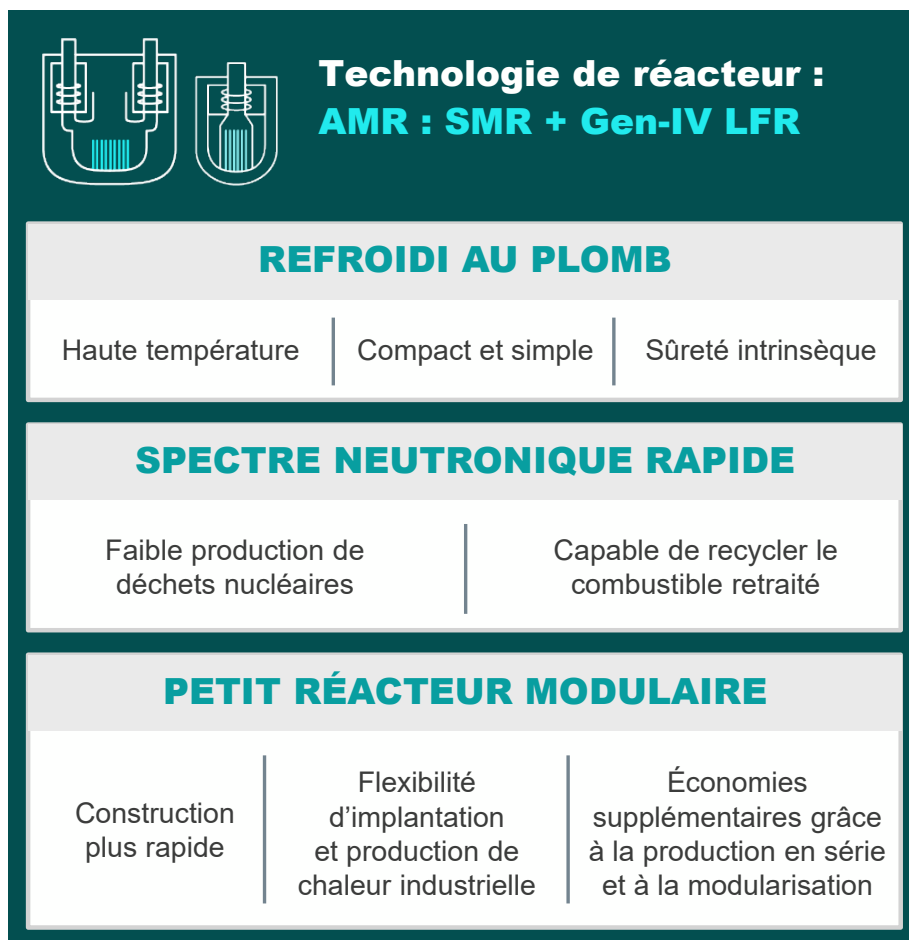 Technologie de réacteur :
AMR : SMR + Gen-IV LFR
REFROIDI AU PLOMB
Haute température
Compact et simple
Sûreté intrinsèque
SPECTRE NEUTRONIQUE RAPIDE
Faible production de
déchets nucléaires
Capable de recycler le
combustible retraité
PETIT RÉACTEUR MODULAIRE
Construction
plus rapide
Flexibilité
d’implantation
et production de
chaleur industrielle
Économies
supplémentaires grâce
à la production en série
et à la modularisation